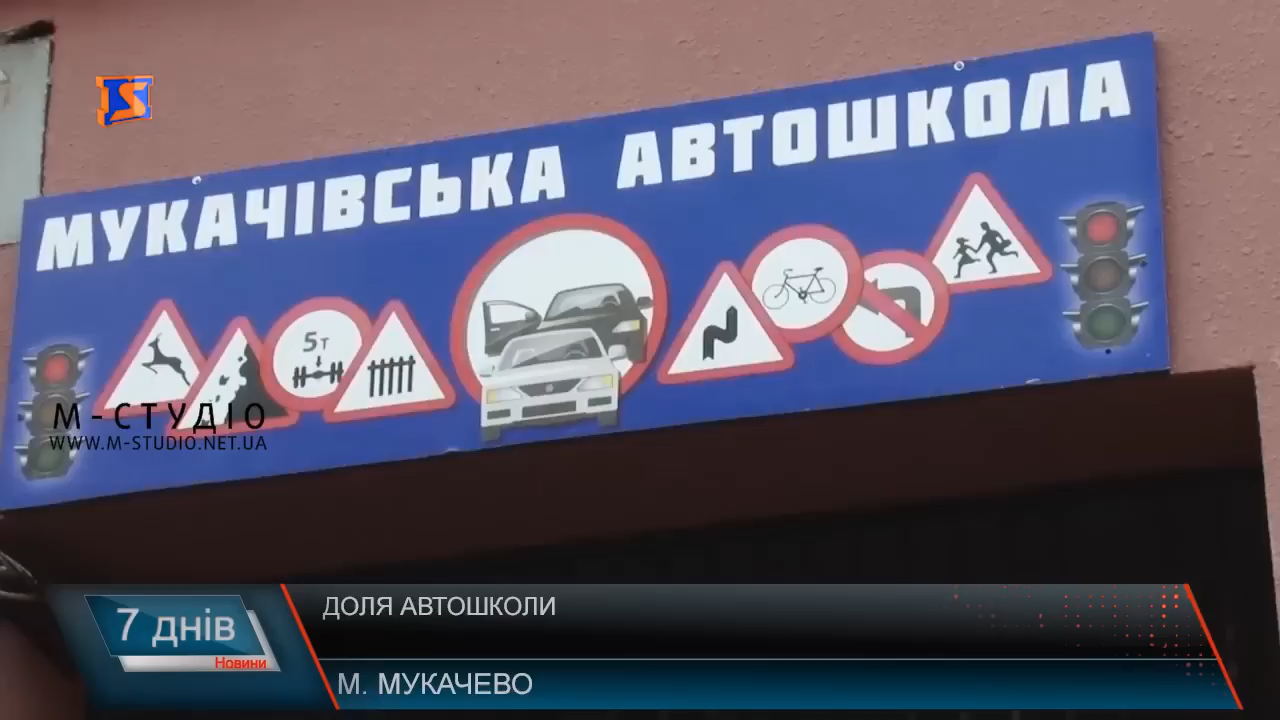 МУКАЧІВСЬКА АВТОШКОЛА
5т
М-СТУДІО
WWW.M-STUDIO.NET.UA
7 днів
Новини
ДОЛЯ АВТОШКОЛИ
М. МУКАЧЕВО